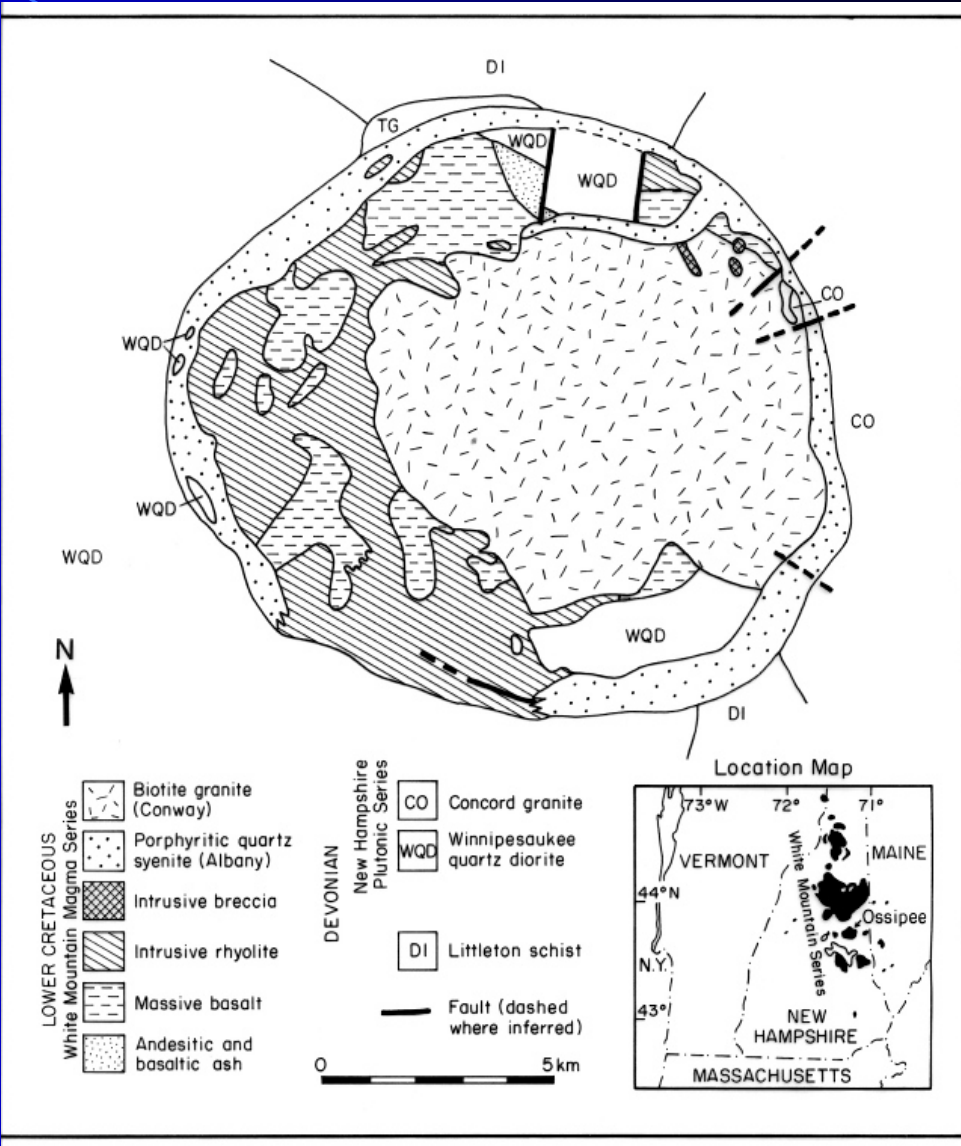 DI
TG
WQD
WQD
CO
WQD
CO
WQD
WQD
WQD
DI
N
LOWER CRETACEOUS
White Mountain Magma Series
Biotite granite
(Conway)
Porphyritic quartz
syenite (Albany)
Intrusive breccia
Intrusive rhyolite
Massive basalt
Andesitic and
basaltic ash
DEVONIAN
New Hampshire
Plutonic Series
CO Concord granite
WQD Winnipesaukee
quartz diorite
DI Littleton schist
Fault (dashed
where inferred)
0 5 km
Location Map
73°W 72° 71°
VERMONT
MAINE
White Mountain Series
44°N
Ossipee
N.Y.
43°
NEW
HAMPSHIRE
MASSACHUSETTS